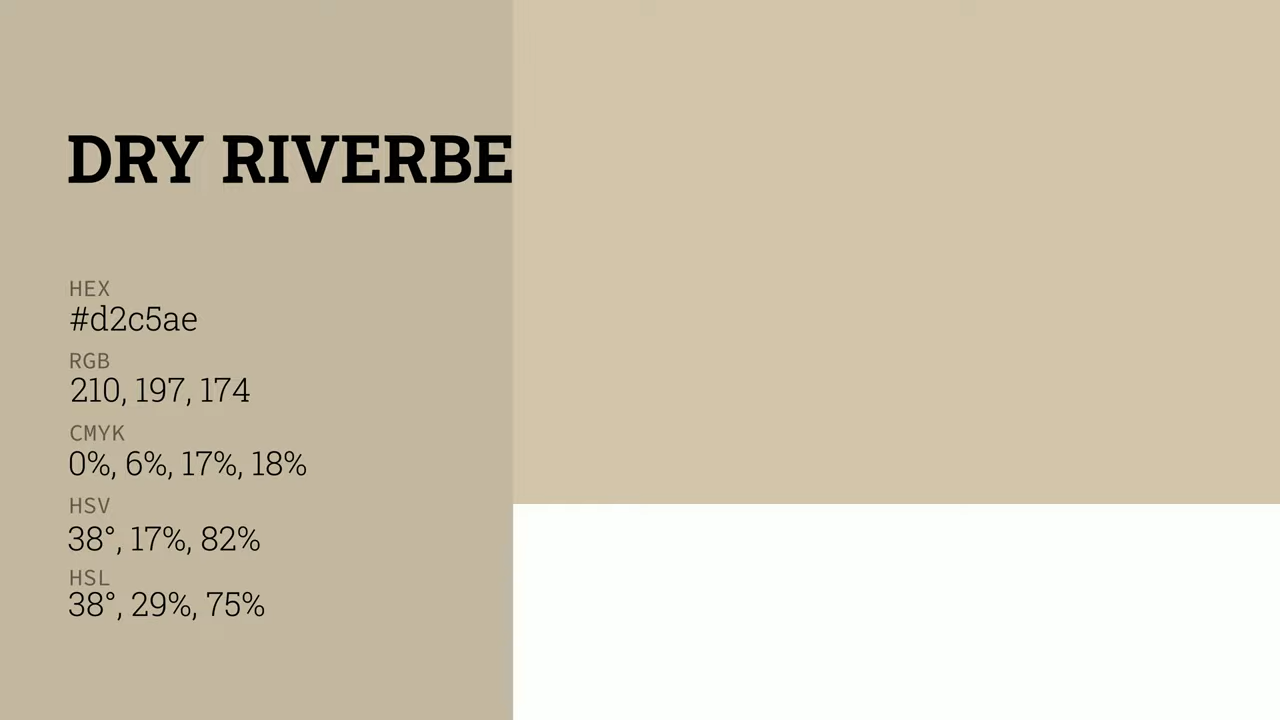 DRY RIVERBE
HEX
#d2c5ae
RGB
210, 197, 174
CMYK
0%, 6%, 17%, 18%
HSV
38°, 17%, 82%
HSL
38°, 29%, 75%